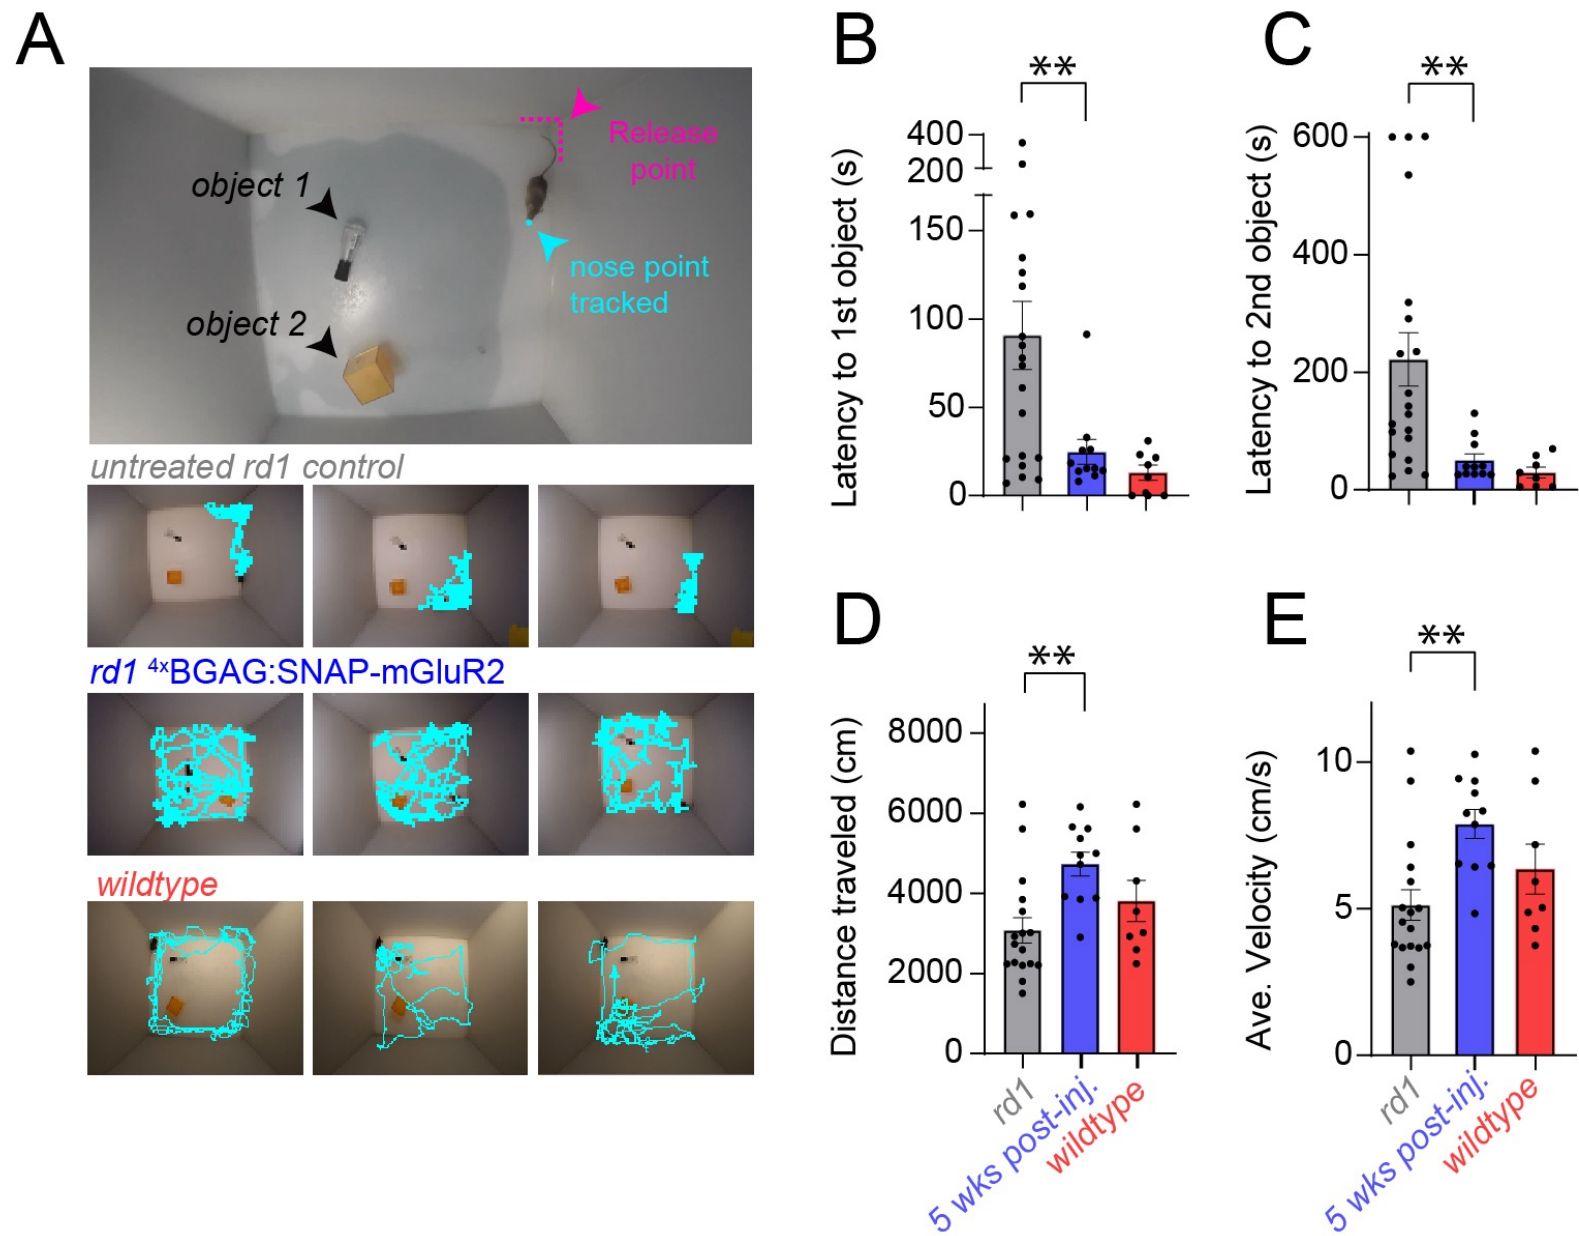 A
object 1
object 2
Release
point
nose point
tracked
untreated rd1 control
rd1 ⁴ˣBGAG:SNAP-mGluR2
wildtype
B
**
Latency to 1st object (s)
400
200
150
100
50
0
C
**
Latency to 2nd object (s)
600
400
200
0
D
**
Distance traveled (cm)
8000
6000
4000
2000
0
rd1
5 wks post-inj.
wildtype
E
**
Ave. Velocity (cm/s)
10
5
0
rd1
5 wks post-inj.
wildtype